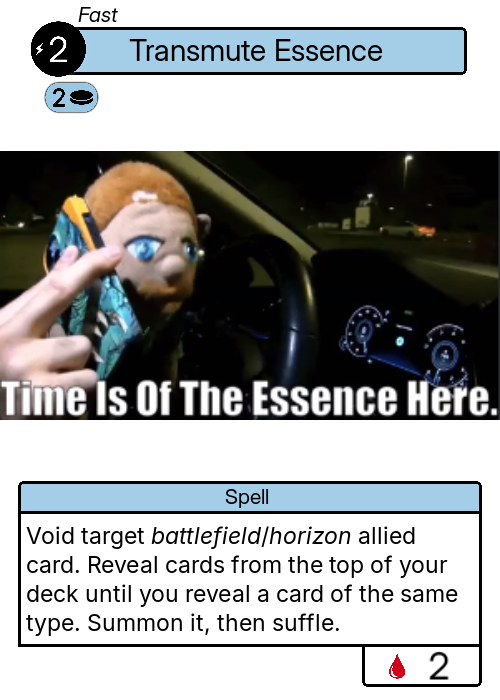 Fast
2
Transmute Essence
2
Time Is Of The Essence Here.
Spell
Void target battlefield/horizon allied
card. Reveal cards from the top of your
deck until you reveal a card of the same
type. Summon it, then suffle.
2